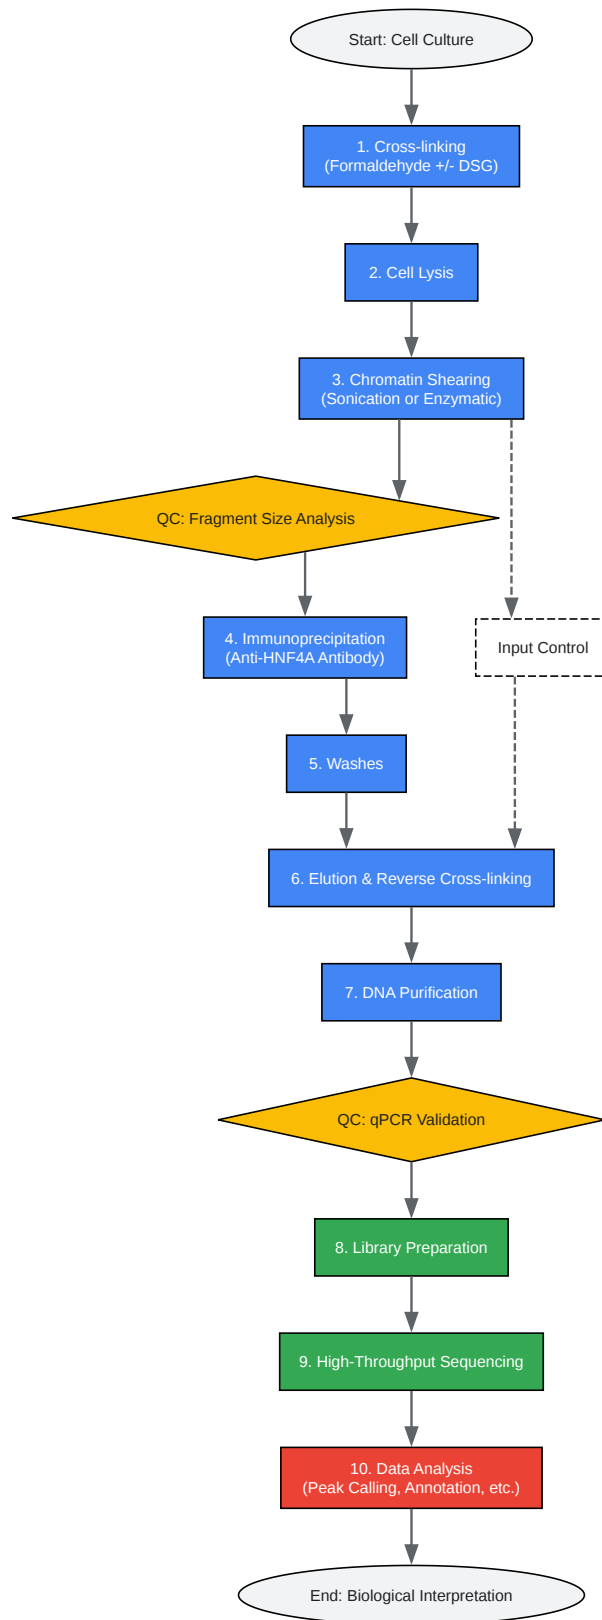 Start: Cell Culture
1. Cross-linking
(Formaldehyde +/- DSG)
2. Cell Lysis
3. Chromatin Shearing
(Sonication or Enzymatic)
QC: Fragment Size Analysis
4. Immunoprecipitation
(Anti-HNF4A Antibody)
Input Control
5. Washes
6. Elution & Reverse Cross-linking
7. DNA Purification
QC: qPCR Validation
8. Library Preparation
9. High-Throughput Sequencing
10. Data Analysis
(Peak Calling, Annotation, etc.)
End: Biological Interpretation